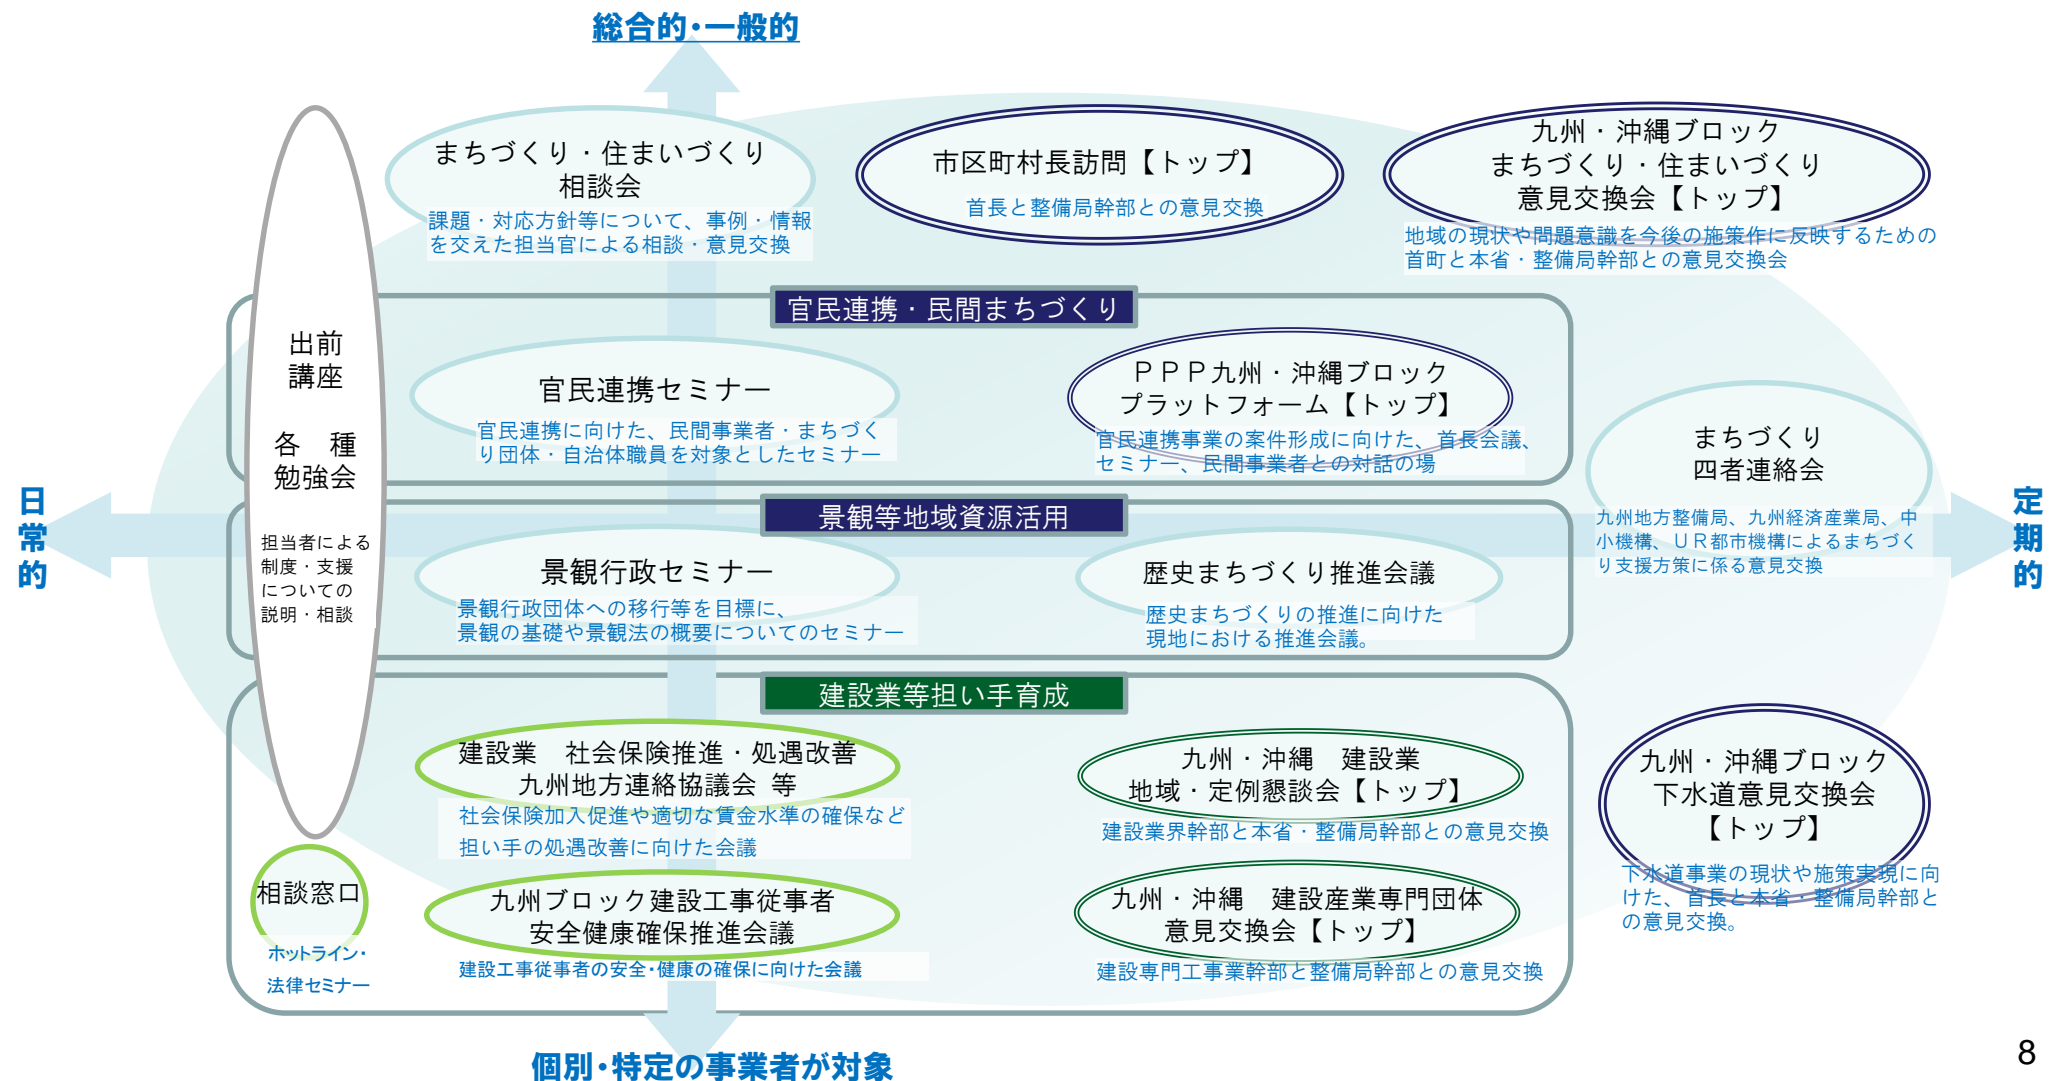 総合的・一般的
まちづくり・住まいづくり
相談会
課題・対応方針等について、事例・情報
を交えた担当官による相談・意見交換
市区町村長訪問【トップ】
首長と整備局幹部との意見交換
九州・沖縄ブロック
まちづくり・住まいづくり
意見交換会【トップ】
地域の現状や問題意識を今後の施策作に反映するための
首町と本省・整備局幹部との意見交換会
出前
講座
各　種
勉強会
担当者による
制度・支援
についての
説明・相談
官民連携・民間まちづくり
官民連携セミナー
官民連携に向けた、民間事業者・まちづく
り団体・自治体職員を対象としたセミナー
ＰＰＰ九州・沖縄ブロック
プラットフォーム【トップ】
官民連携事業の案件形成に向けた、首長会議、
セミナー、民間事業者との対話の場
まちづくり
四者連絡会
九州地方整備局、九州経済産業局、中
小機構、ＵＲ都市機構によるまちづく
り支援方策に係る意見交換
日常的
定期的
景観等地域資源活用
景観行政セミナー
景観行政団体への移行等を目標に、
景観の基礎や景観法の概要についてのセミナー
歴史まちづくり推進会議
歴史まちづくりの推進に向けた
現地における推進会議。
建設業等担い手育成
建設業　社会保険推進・処遇改善
九州地方連絡協議会 等
社会保険加入促進や適切な賃金水準の確保など
担い手の処遇改善に向けた会議
九州・沖縄　建設業
地域・定例懇談会【トップ】
建設業界幹部と本省・整備局幹部との意見交換
九州・沖縄ブロック
下水道意見交換会
【トップ】
下水道事業の現状や施策実現に向
けた、首長と本省・整備局幹部と
の意見交換。
相談窓口
ホットライン・
法律セミナー
九州ブロック建設工事従事者
安全健康確保推進会議
建設工事従事者の安全・健康の確保に向けた会議
九州・沖縄　建設産業専門団体
意見交換会【トップ】
建設専門工事業幹部と整備局幹部との意見交換
個別・特定の事業者が対象
8